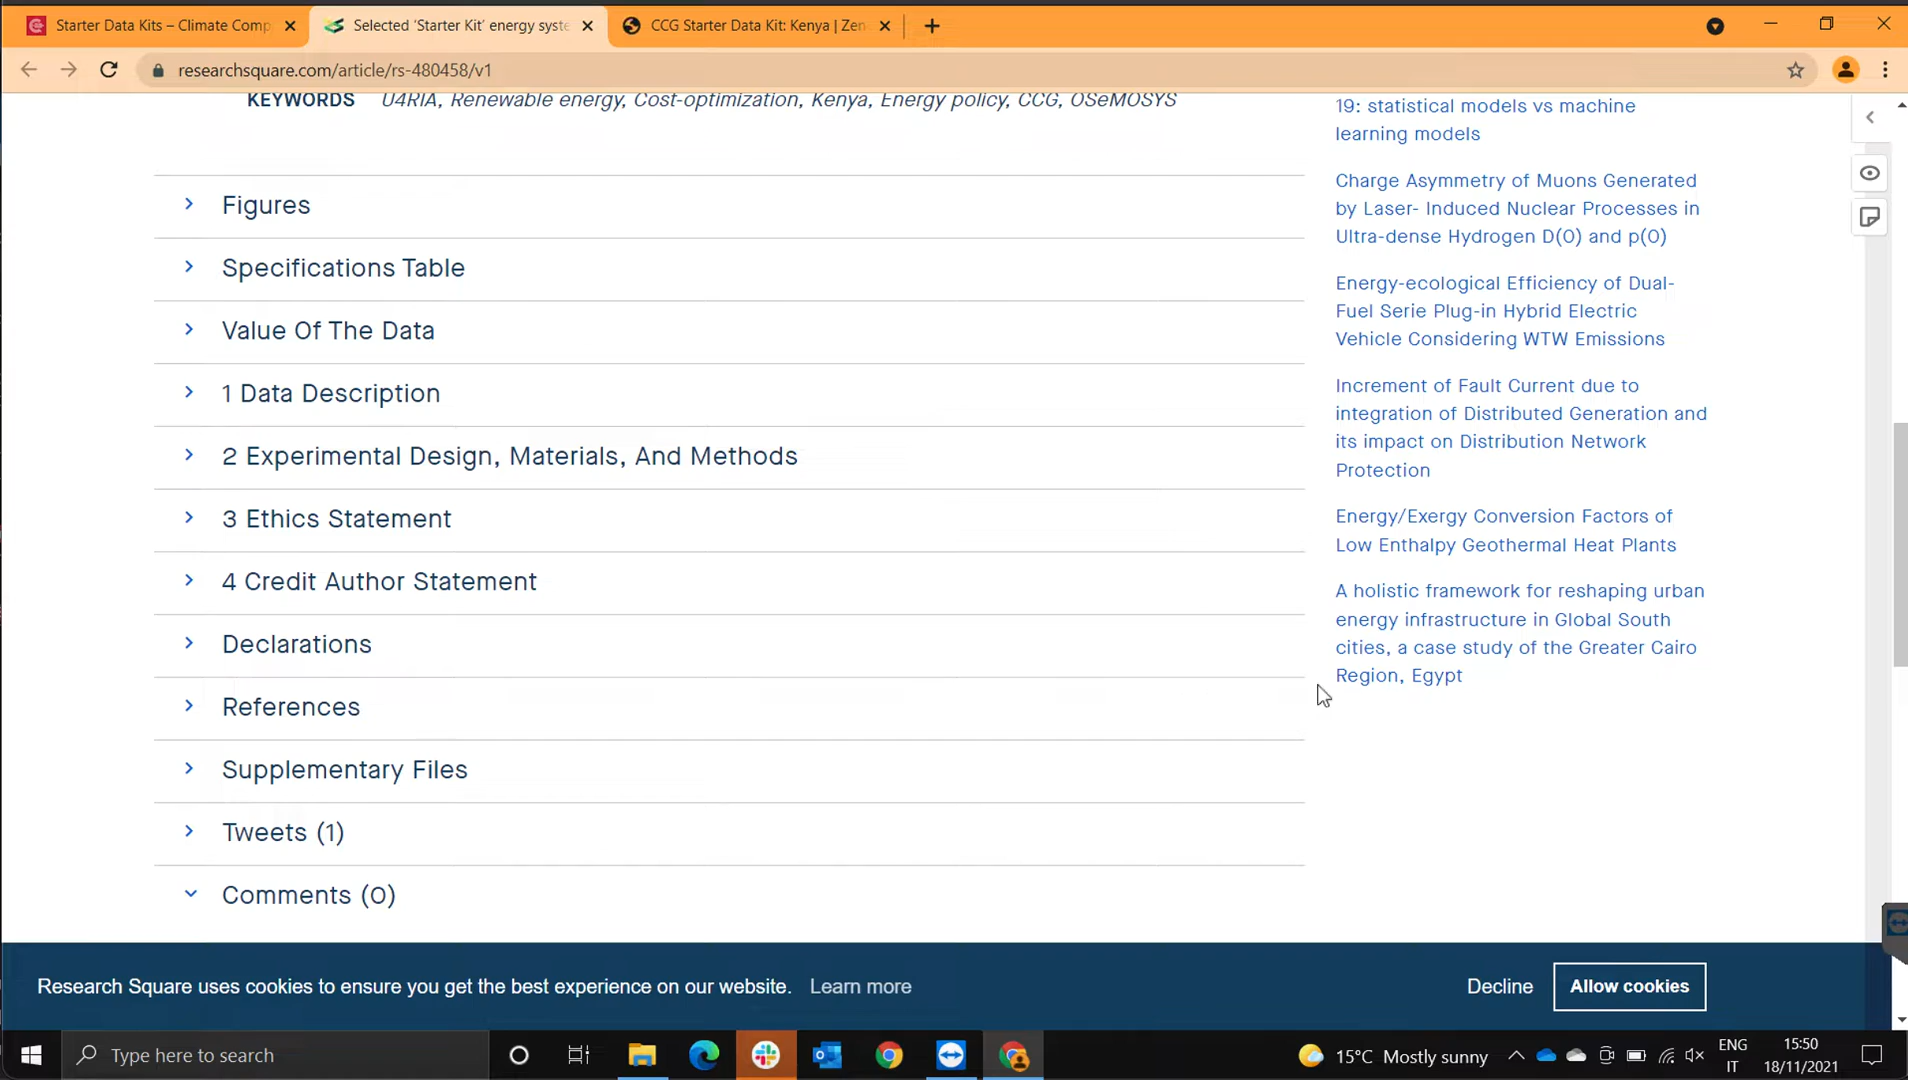 Starter Data Kits – Climate Comp
Selected ‘Starter Kit’ energy syste
CCG Starter Data Kit: Kenya | Zen
researchsquare.com/article/rs-480458/v1
KEYWORDS U4RIA, Renewable energy, Cost-optimization, Kenya, Energy policy, CCG, OSeMOSYS
Figures
Specifications Table
Value Of The Data
1 Data Description
2 Experimental Design, Materials, And Methods
3 Ethics Statement
4 Credit Author Statement
Declarations
References
Supplementary Files
Tweets (1)
Comments (0)
19: statistical models vs machine
learning models
Charge Asymmetry of Muons Generated
by Laser- Induced Nuclear Processes in
Ultra-dense Hydrogen D(0) and p(0)
Energy-ecological Efficiency of Dual-
Fuel Serie Plug-in Hybrid Electric
Vehicle Considering WTW Emissions
Increment of Fault Current due to
integration of Distributed Generation and
its impact on Distribution Network
Protection
Energy/Exergy Conversion Factors of
Low Enthalpy Geothermal Heat Plants
A holistic framework for reshaping urban
energy infrastructure in Global South
cities, a case study of the Greater Cairo
Region, Egypt
Research Square uses cookies to ensure you get the best experience on our website. Learn more
Decline
Allow cookies
Type here to search
15°C Mostly sunny
ENG
IT
15:50
18/11/2021